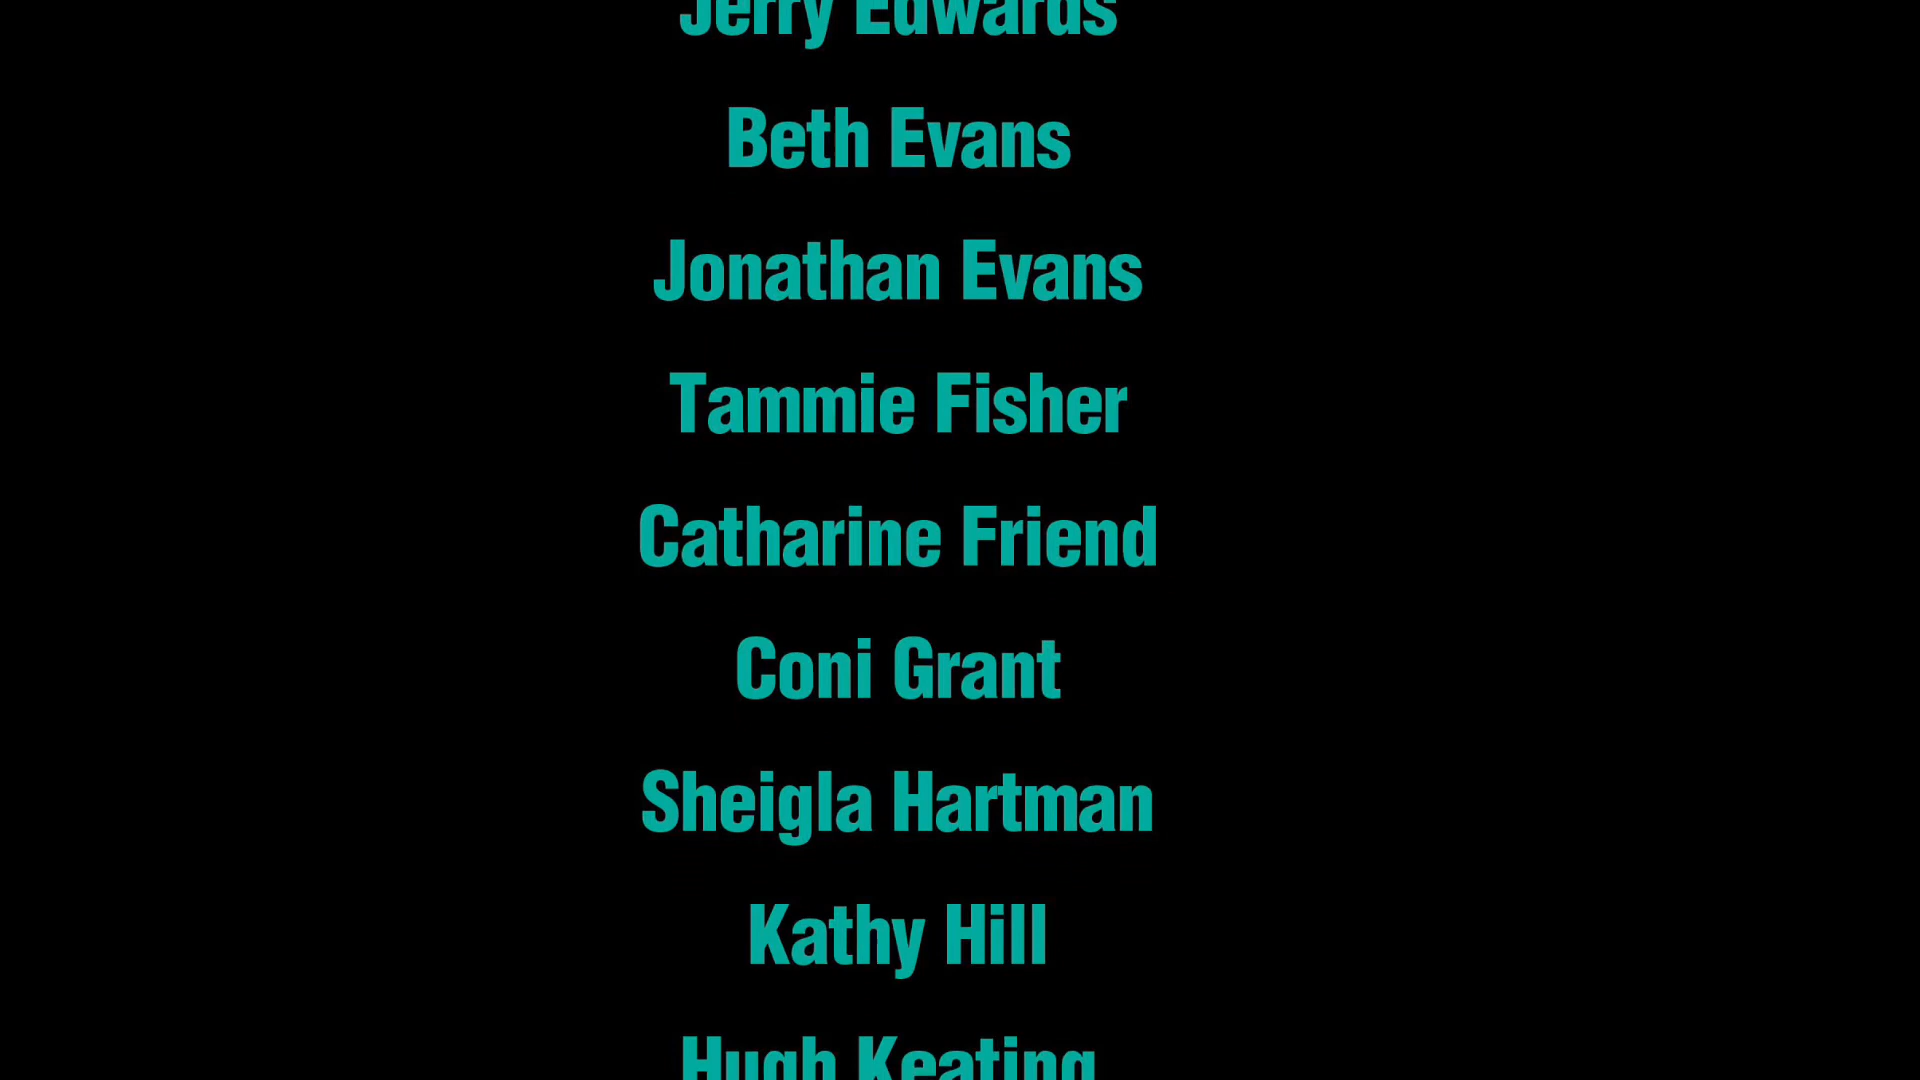 Jerry Edwards
Beth Evans
Jonathan Evans
Tammie Fisher
Catharine Friend
Coni Grant
Sheigla Hartman
Kathy Hill
Hugh Keating